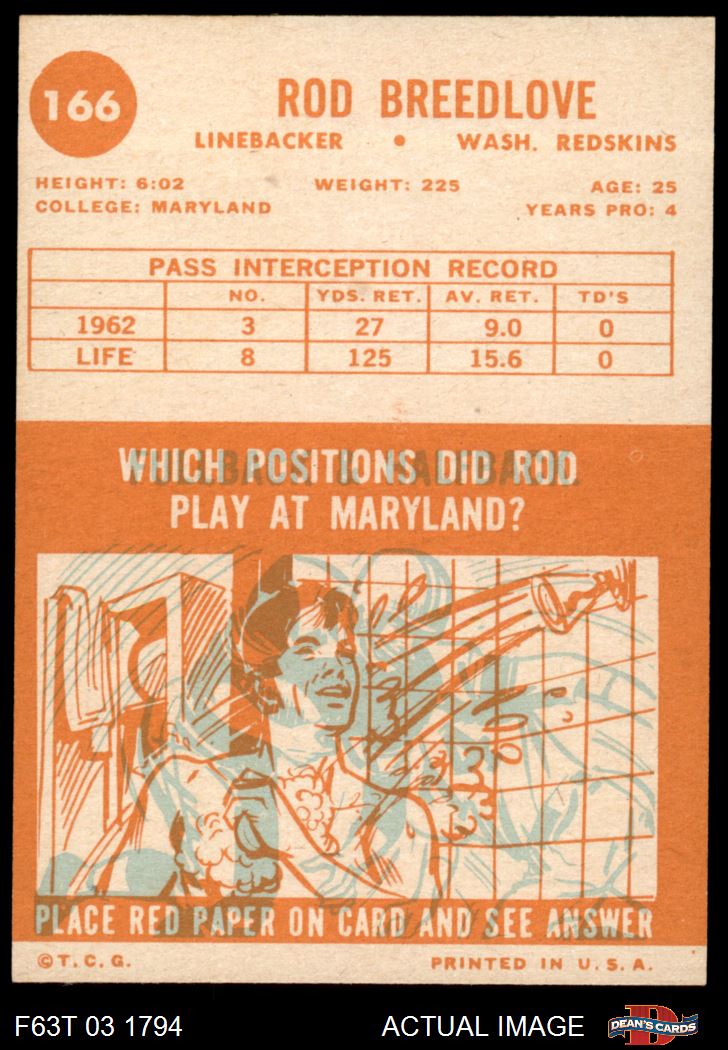 166
ROD BREEDLOVE
LINEBACKER • WASH. REDSKINS
HEIGHT: 6:02 WEIGHT: 225 AGE: 25
COLLEGE: MARYLAND YEARS PRO: 4
PASS INTERCEPTION RECORD
NO. YDS. RET. AV. RET. TD'S
1962 3 27 9.0 0
LIFE 8 125 15.6 0
WHICH POSITIONS DID ROD
FULLBACK & HALFBACK.
PLAY AT MARYLAND?
PLACE RED PAPER ON CARD AND SEE ANSWER
©T.C.G. PRINTED IN U.S.A.
F63T 03 1794 ACTUAL IMAGE D DEAN'S CARDS